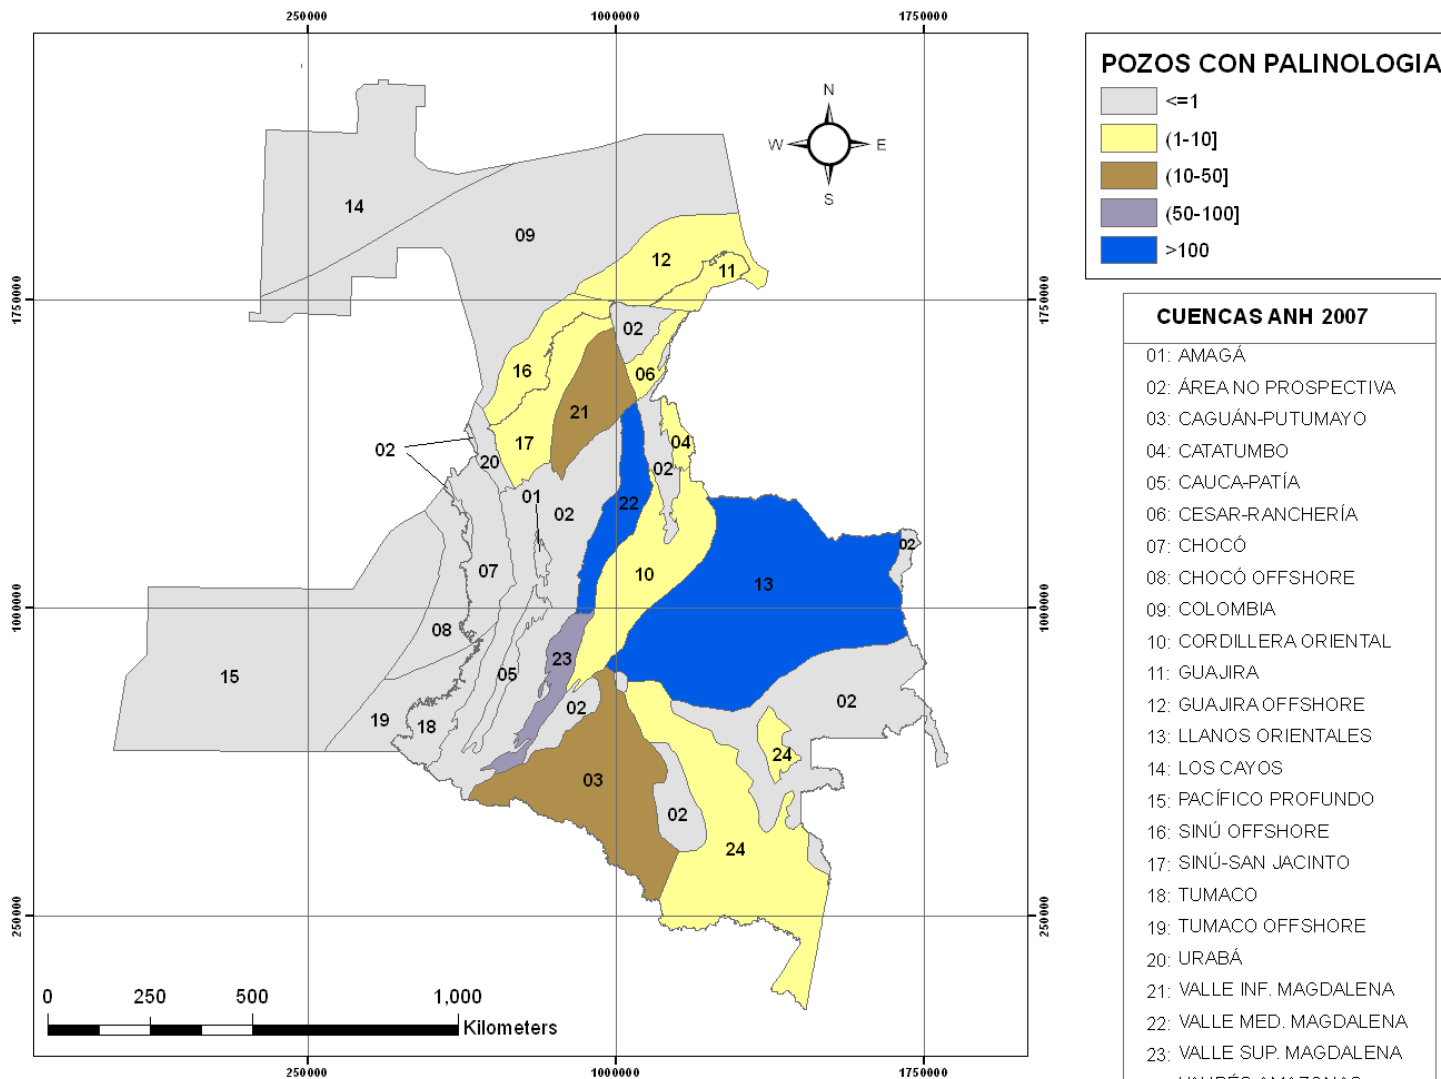 250000
1000000
1750000
POZOS CON PALINOLOGIA
<=1
(1-10]
(10-50]
(50-100]
>100
N
W
E
S
14
09
12
11
1750000
1750000
02
16
06
21
17
04
02
20
02
01
22
02
02
07
10
13
1000000
1000000
08
23
15
05
02
02
19
18
24
03
02
24
250000
250000
0
250
500
1,000
Kilometers
250000
1000000
1750000
CUENCAS ANH 2007
01: AMAGÁ
02: ÁREA NO PROSPECTIVA
03: CAGUÁN-PUTUMAYO
04: CATATUMBO
05: CAUCA-PATÍA
06: CESAR-RANCHERÍA
07: CHOCÓ
08: CHOCÓ OFFSHORE
09: COLOMBIA
10: CORDILLERA ORIENTAL
11: GUAJIRA
12: GUAJIRA OFFSHORE
13: LLANOS ORIENTALES
14: LOS CAYOS
15: PACÍFICO PROFUNDO
16: SINÚ OFFSHORE
17: SINÚ-SAN JACINTO
18: TUMACO
19: TUMACO OFFSHORE
20: URABÁ
21: VALLE INF. MAGDALENA
22: VALLE MED. MAGDALENA
23: VALLE SUP. MAGDALENA